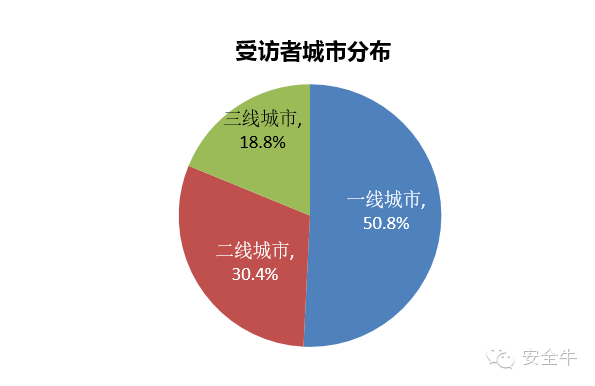 受访者城市分布
三线城市,
18.8%
一线城市,
50.8%
二线城市,
30.4%
安全牛